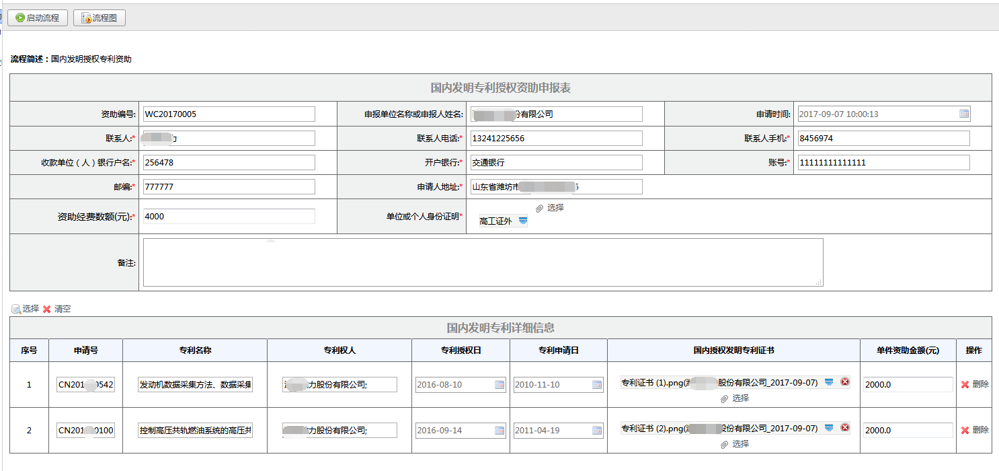 启动流程 流程图
流程简述：国内发明授权专利资助
国内发明专利授权资助申报表
资助编号: WC20170005 申报单位名称或申报人姓名: 份有限公司 申请时间: 2017-09-07 10:00:13
联系人:* 联系人电话:* 13241225656 联系人手机:* 8456974
收款单位（人）银行户名:* 256478 开户银行:* 交通银行 账号:* 11111111111111
邮编:* 777777 申请人地址:* 山东省潍坊市
资助经费数额(元):* 4000 单位或个人身份证明* 选择
高工证外
备注:
选择 清空
国内发明专利详细信息
序号 申请号 专利名称 专利权人 专利授权日 专利申请日 国内授权发明专利证书 单件资助金额(元) 操作
1 CN201 0542 发动机数据采集方法、数据采集 力股份有限公司; 2016-08-10 2010-11-10 专利证书 (1).png( 股份有限公司_2017-09-07) 2000.0 删除
选择
2 CN201 0100 控制高压共轨燃油系统的高压共 力股份有限公司; 2016-09-14 2011-04-19 专利证书 (2).png( 份有限公司_2017-09-07) 2000.0 删除
选择